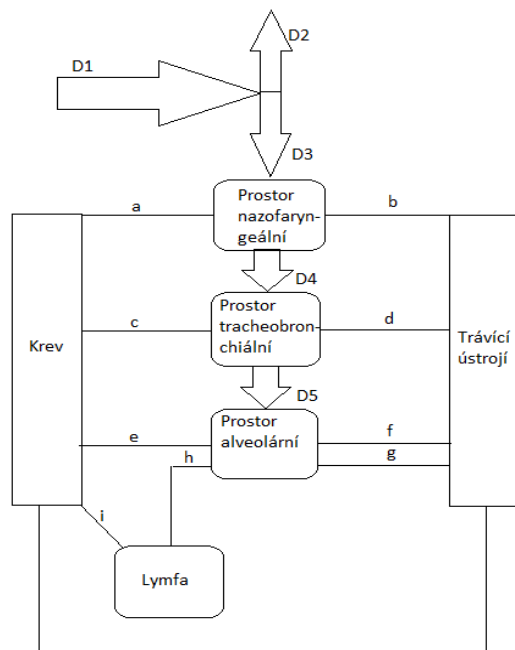 D2
D1
D3
Prostor
nazofaryn-
geální
a
b
D4
Prostor
tracheobron-
chiální
c
d
Krev
Trávící
ústrojí
D5
Prostor
alveolární
e
f
g
h
i
Lymfa